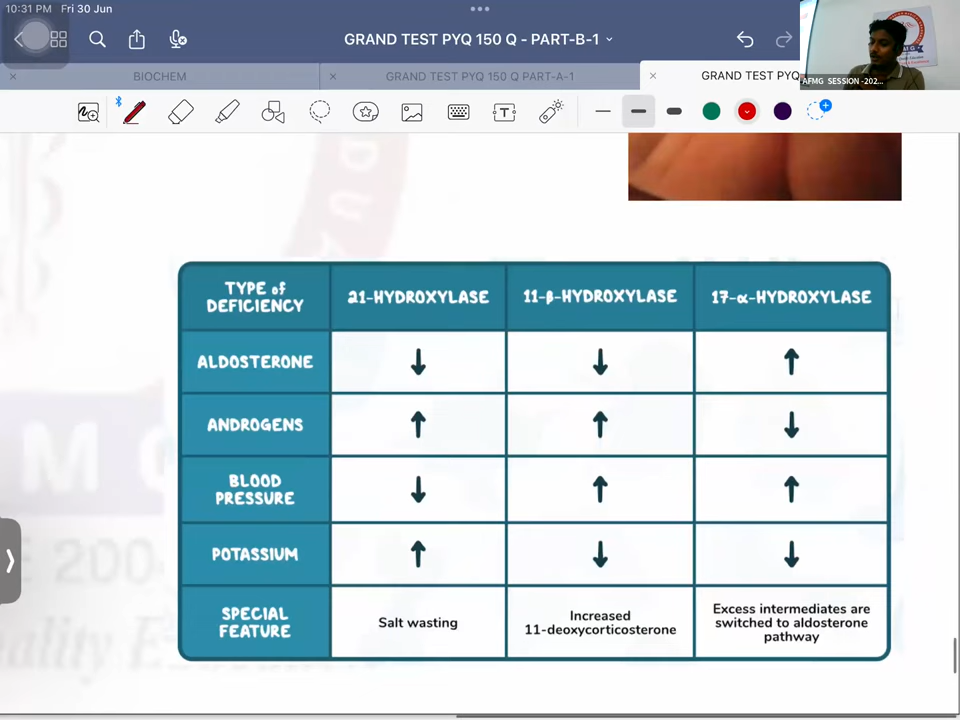 10:31 PM Fri 30 Jun
GRAND TEST PYQ 150 Q - PART-B-1
BIOCHEM
GRAND TEST PYQ 150 Q PART-A-1
GRAND TEST PYQ
AFMG SESSION -202...
TYPE of DEFICIENCY 21-HYDROXYLASE 11-β-HYDROXYLASE 17-α-HYDROXYLASE
ALDOSTERONE ↓ ↓ ↑
ANDROGENS ↑ ↑ ↓
BLOOD PRESSURE ↓ ↑ ↑
POTASSIUM ↑ ↓ ↓
SPECIAL FEATURE
Salt wasting
Increased
11-deoxycorticosterone
Excess intermediates are
switched to aldosterone
pathway